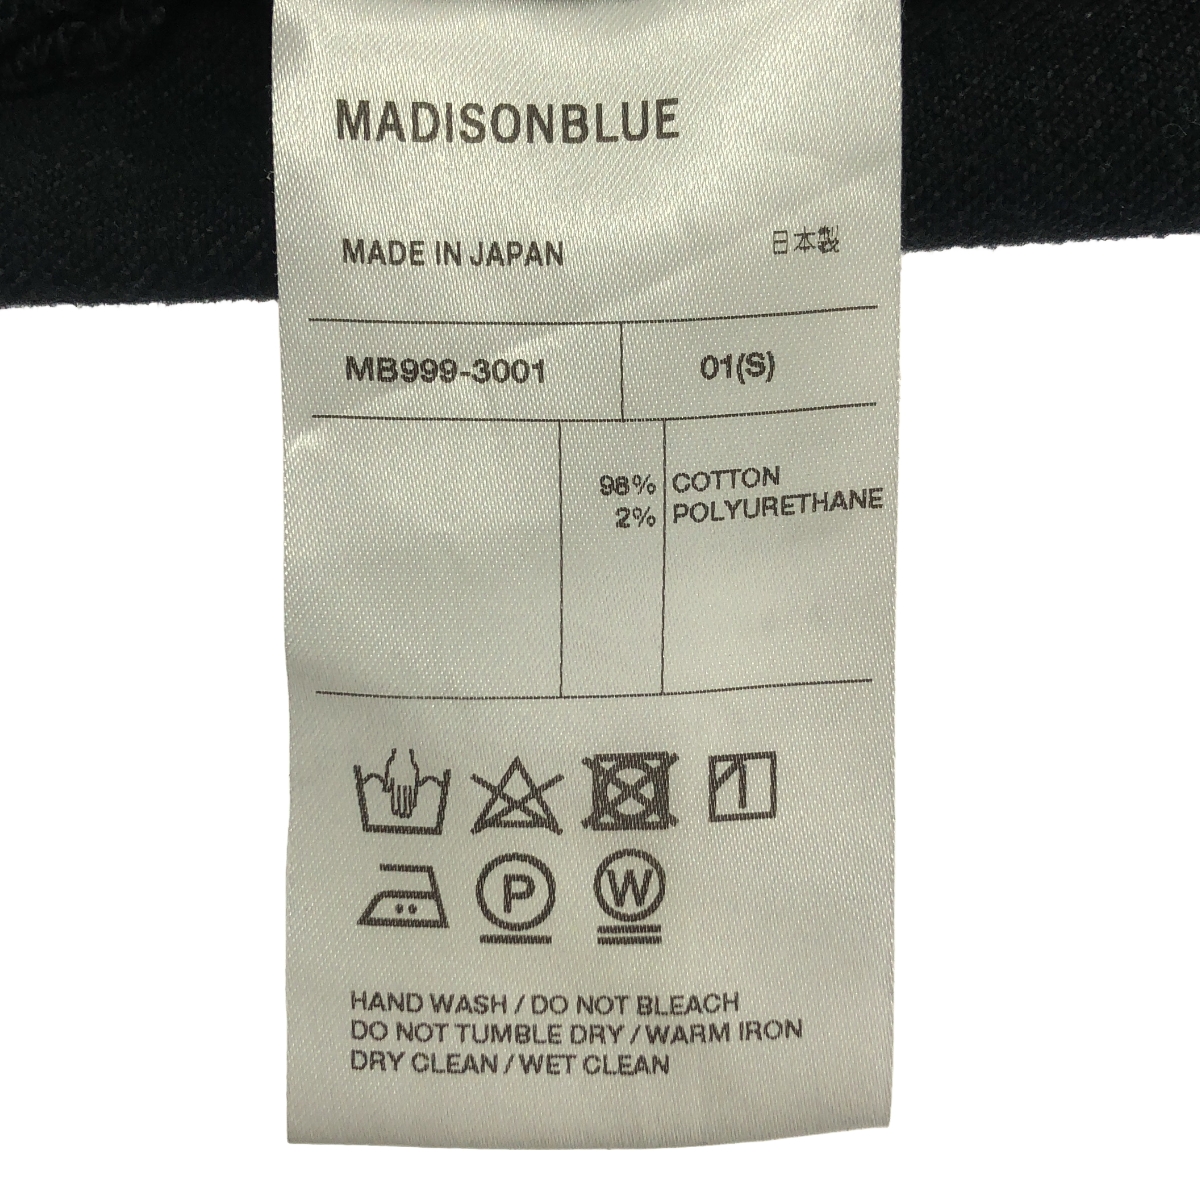 MADISONBLUE
MADE IN JAPAN 日本製
MB999-3001 01(S)
98% COTTON
2% POLYURETHANE
P W
HAND WASH / DO NOT BLEACH
DO NOT TUMBLE DRY / WARM IRON
DRY CLEAN / WET CLEAN